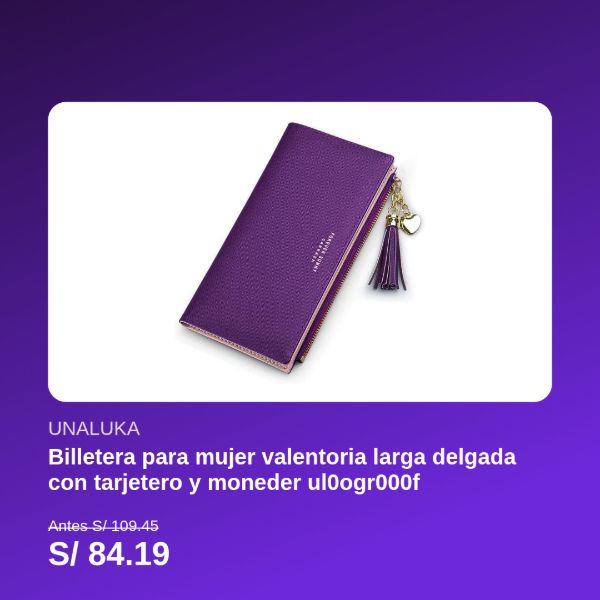 UNALUKA
Billetera para mujer valentoria larga delgada
con tarjetero y moneder ul0ogr000f
Antes S/ 109.45
S/ 84.19